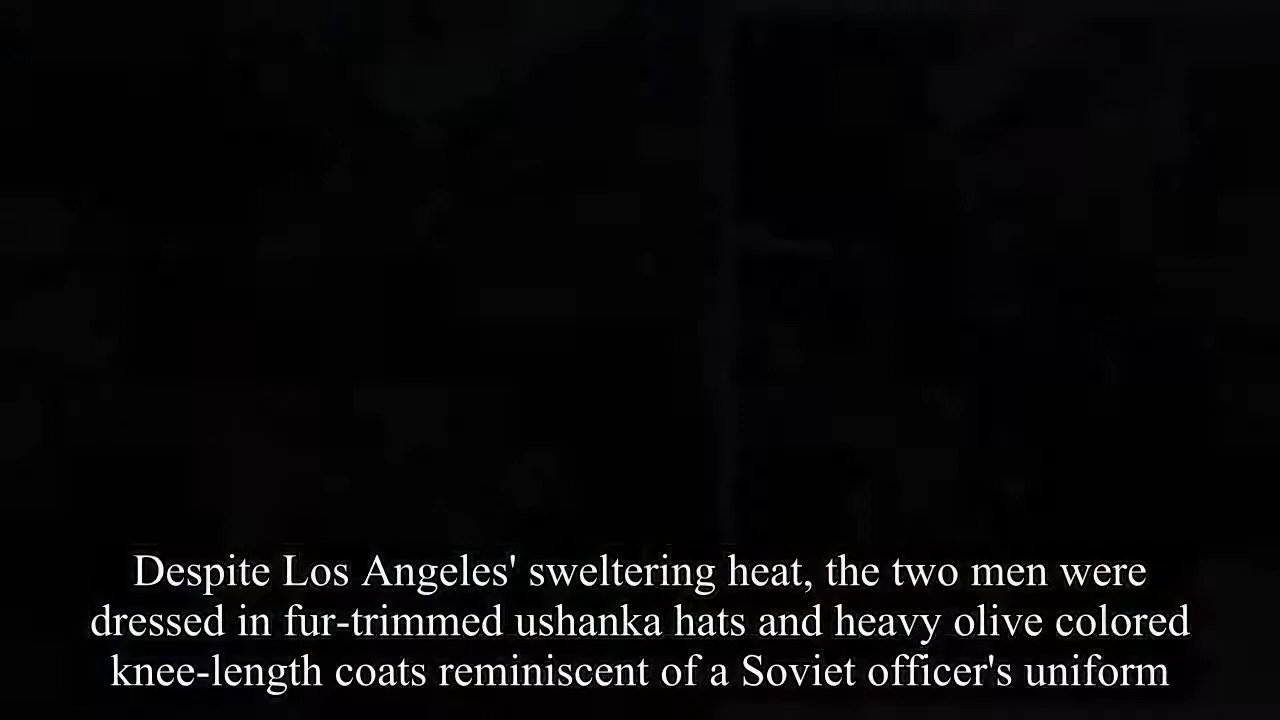 Despite Los Angeles' sweltering heat, the two men were
dressed in fur-trimmed ushanka hats and heavy olive colored
knee-length coats reminiscent of a Soviet officer's uniform